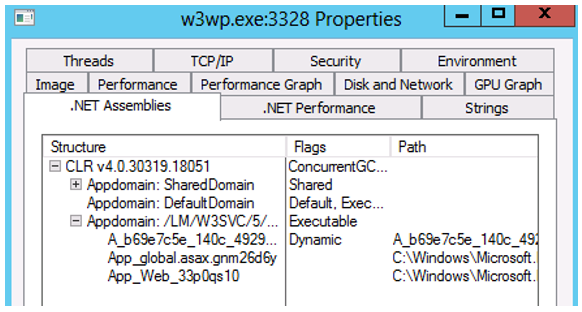 w3wp.exe:3328 Properties
Threads TCP/IP Security Environment
Image Performance Performance Graph Disk and Network GPU Graph
.NET Assemblies .NET Performance Strings
Structure Flags Path
CLR v4.0.30319.18051 ConcurrentGC...
Appdomain: SharedDomain Shared
Appdomain: DefaultDomain Default, Exec...
Appdomain: /LM/W3SVC/5/... Executable
A_b69e7c5e_140c_4929... Dynamic A_b69e7c5e_140c_492
App_global.asax.gnm26d6y C:\Windows\Microsoft.
App_Web_33p0qs10 C:\Windows\Microsoft.